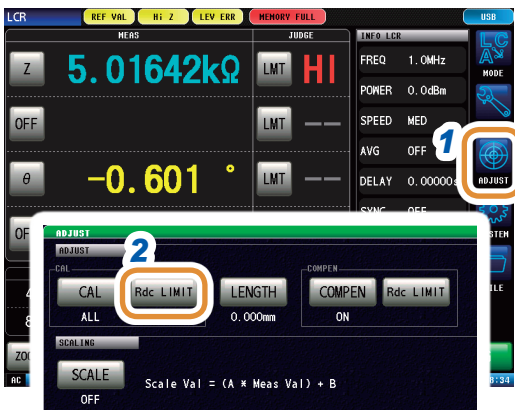 LCR REF VAL Hi Z LEV ERR MEMORY FULL USB
MEAS JUDGE INFO LCR
Z 5.01642kΩ LMT HI FREQ 1.0MHz
MODE
POWER 0.0dBm
OFF LMT -- SPEED MED
1
AVG OFF
θ -0.601 ° LMT -- DELAY 0.00000s ADJUST
ADJUST
ADJUST 2
CAL COMPEN
CAL Rdc LIMIT LENGTH COMPEN Rdc LIMIT
ALL 0.000mm ON
SCALING
SCALE Scale Val = (A * Meas Val) + B
OFF
AC